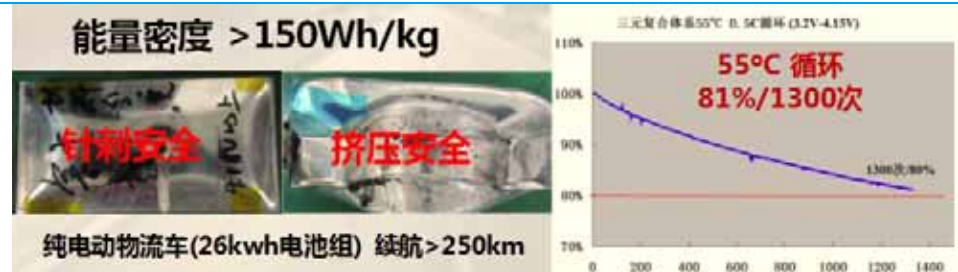 能量密度 >150Wh/kg
针刺安全
挤压安全
纯电动物流车(26kwh电池组) 续航>250km
三元复合体系55℃ 0.5C循环 (3.2V-4.15V)
55℃ 循环
81%/1300次
110%
100%
90%
80%
70%
1300次/80%
0 200 400 600 800 1000 1200 1400